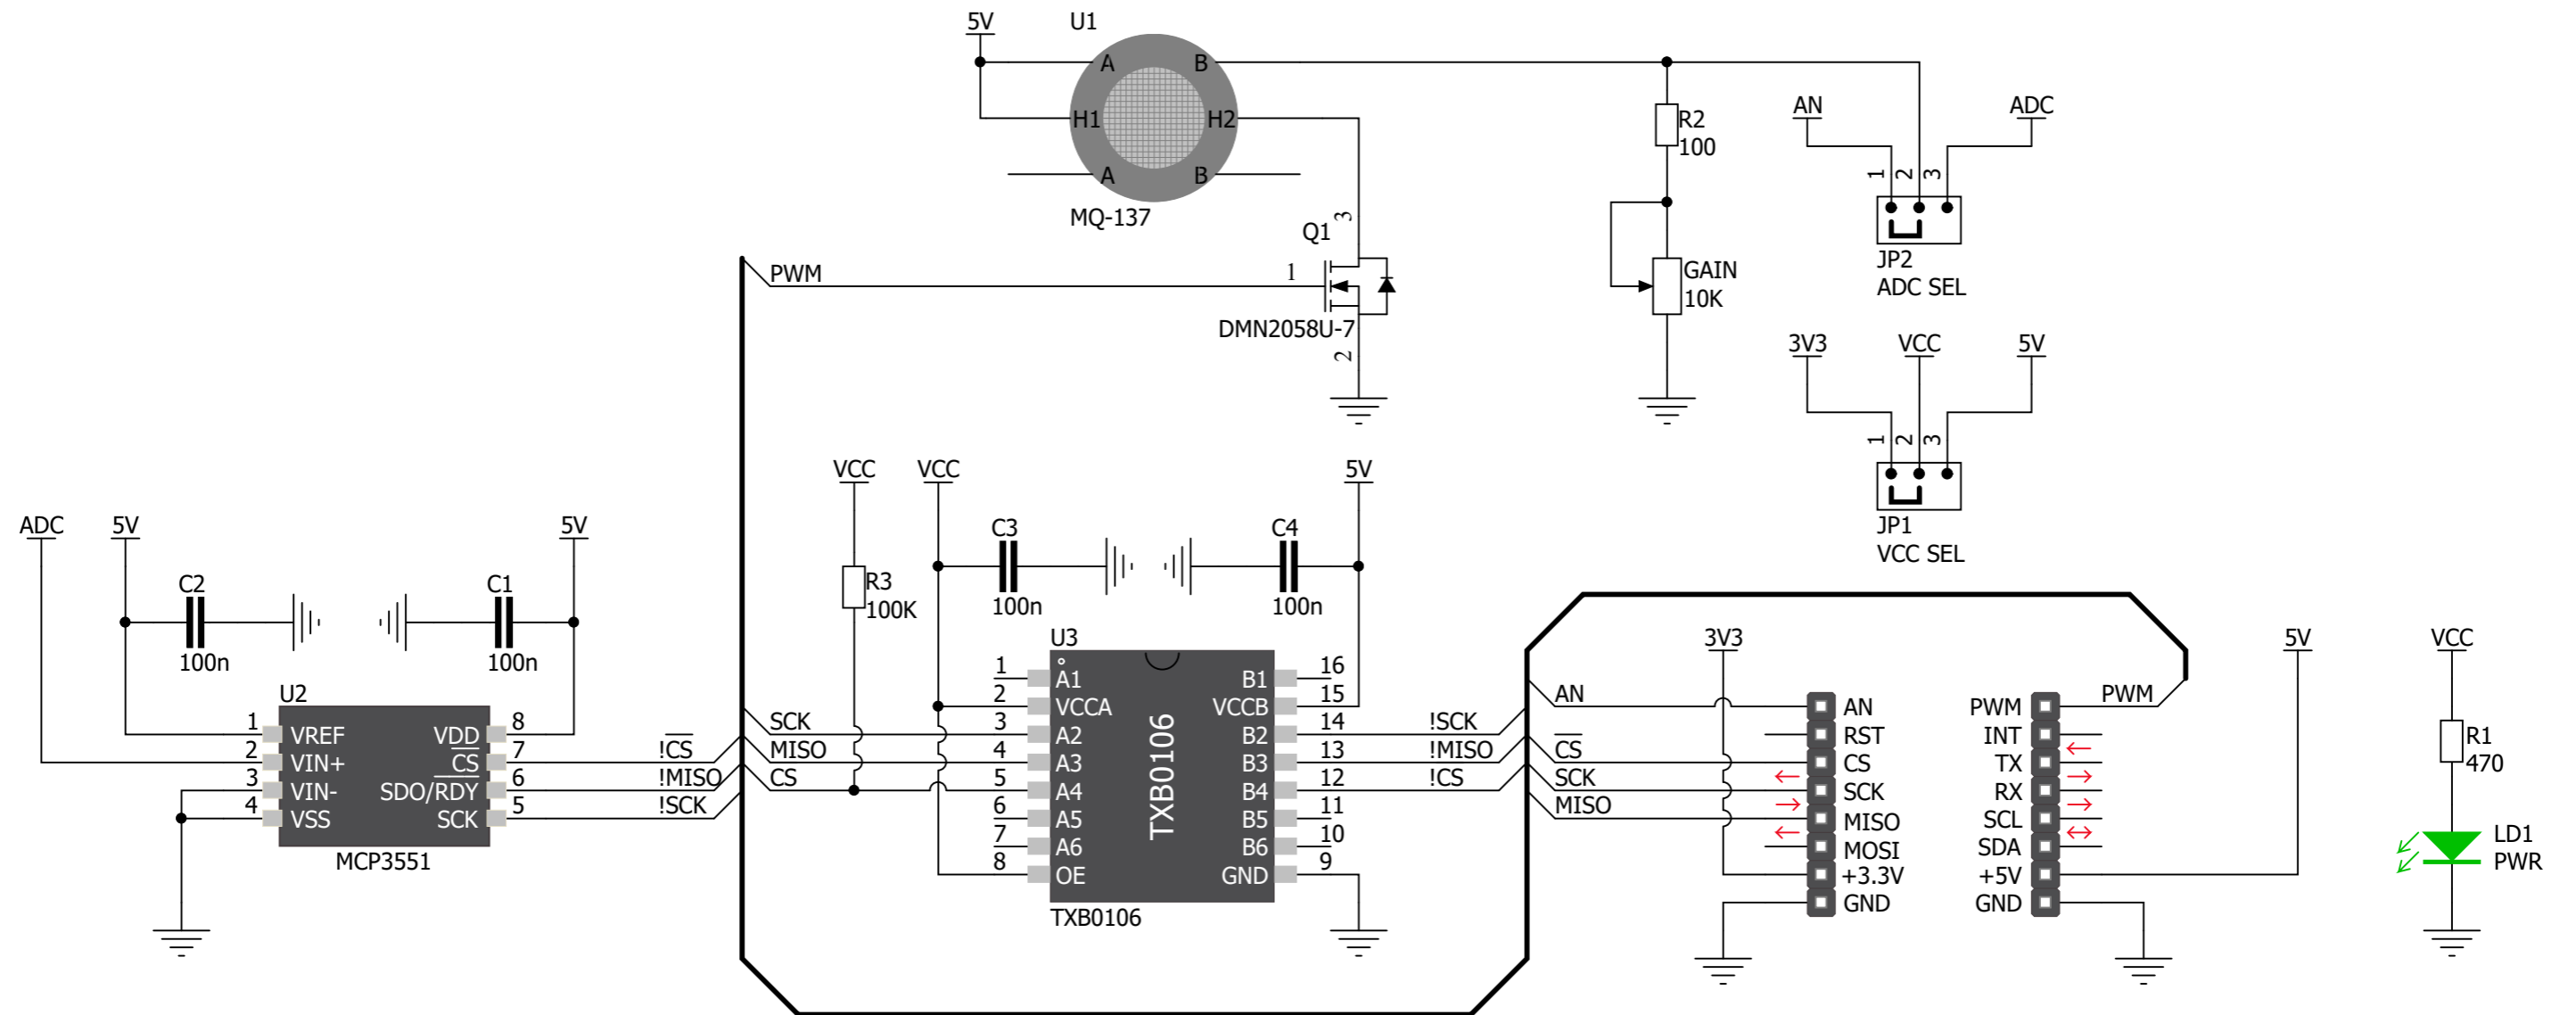 5V
U1
A
B
H1
H2
A
B
MQ-137
R2
100
AN
ADC
1
2
3
JP2
ADC SEL
Q1
3
1
2
DMN2058U-7
PWM
GAIN
10K
3V3
VCC
5V
1
2
3
JP1
VCC SEL
ADC
5V
5V
C2
100n
C1
100n
U2
1 VREF
2 VIN+
3 VIN-
4 VSS
VDD 8
CS 7
SDO/RDY 6
SCK 5
MCP3551
!CS
!MISO
!SCK
VCC
VCC
5V
R3
100K
C3
100n
C4
100n
SCK
MISO
CS
U3
1 A1
2 VCCA
3 A2
4 A3
5 A4
6 A5
7 A6
8 OE
TXB0106
B1 16
VCCB 15
B2 14
B3 13
B4 12
B5 11
B6 10
GND 9
TXB0106
!SCK
!MISO
!CS
AN
CS
SCK
MISO
3V3
AN
RST
CS
SCK
MISO
MOSI
+3.3V
GND
PWM
INT
TX
RX
SCL
SDA
+5V
GND
PWM
5V
VCC
R1
470
LD1
PWR